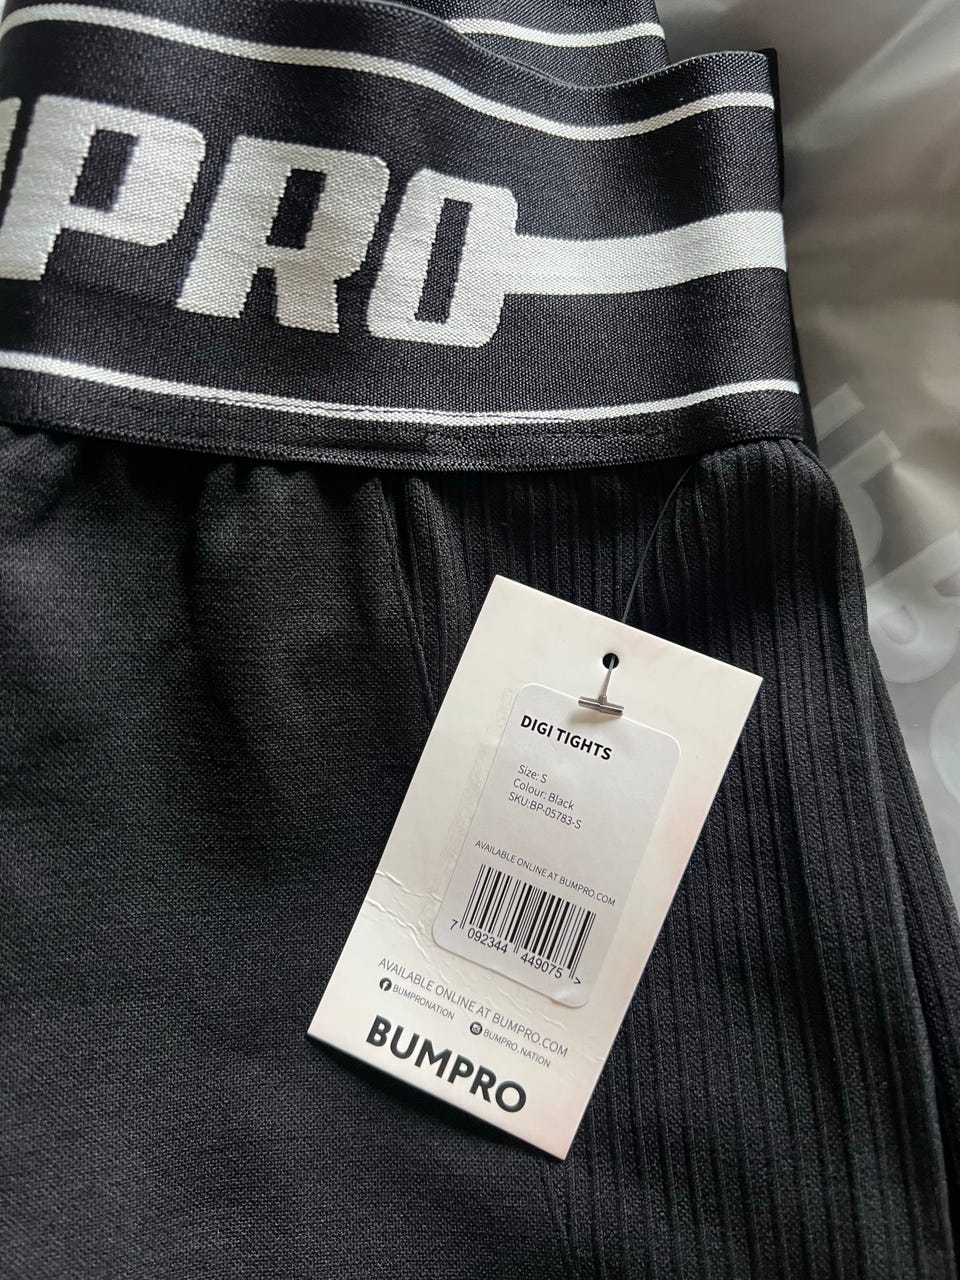 PRO
DIGI TIGHTS
Size: S
Colour: Black
SKU:BP-05783-S
AVAILABLE ONLINE AT BUMPRO.COM
7 092344 449075 >
AVAILABLE ONLINE AT BUMPRO.COM
BUMPRONATION BUMPRO.NATION
BUMPRO